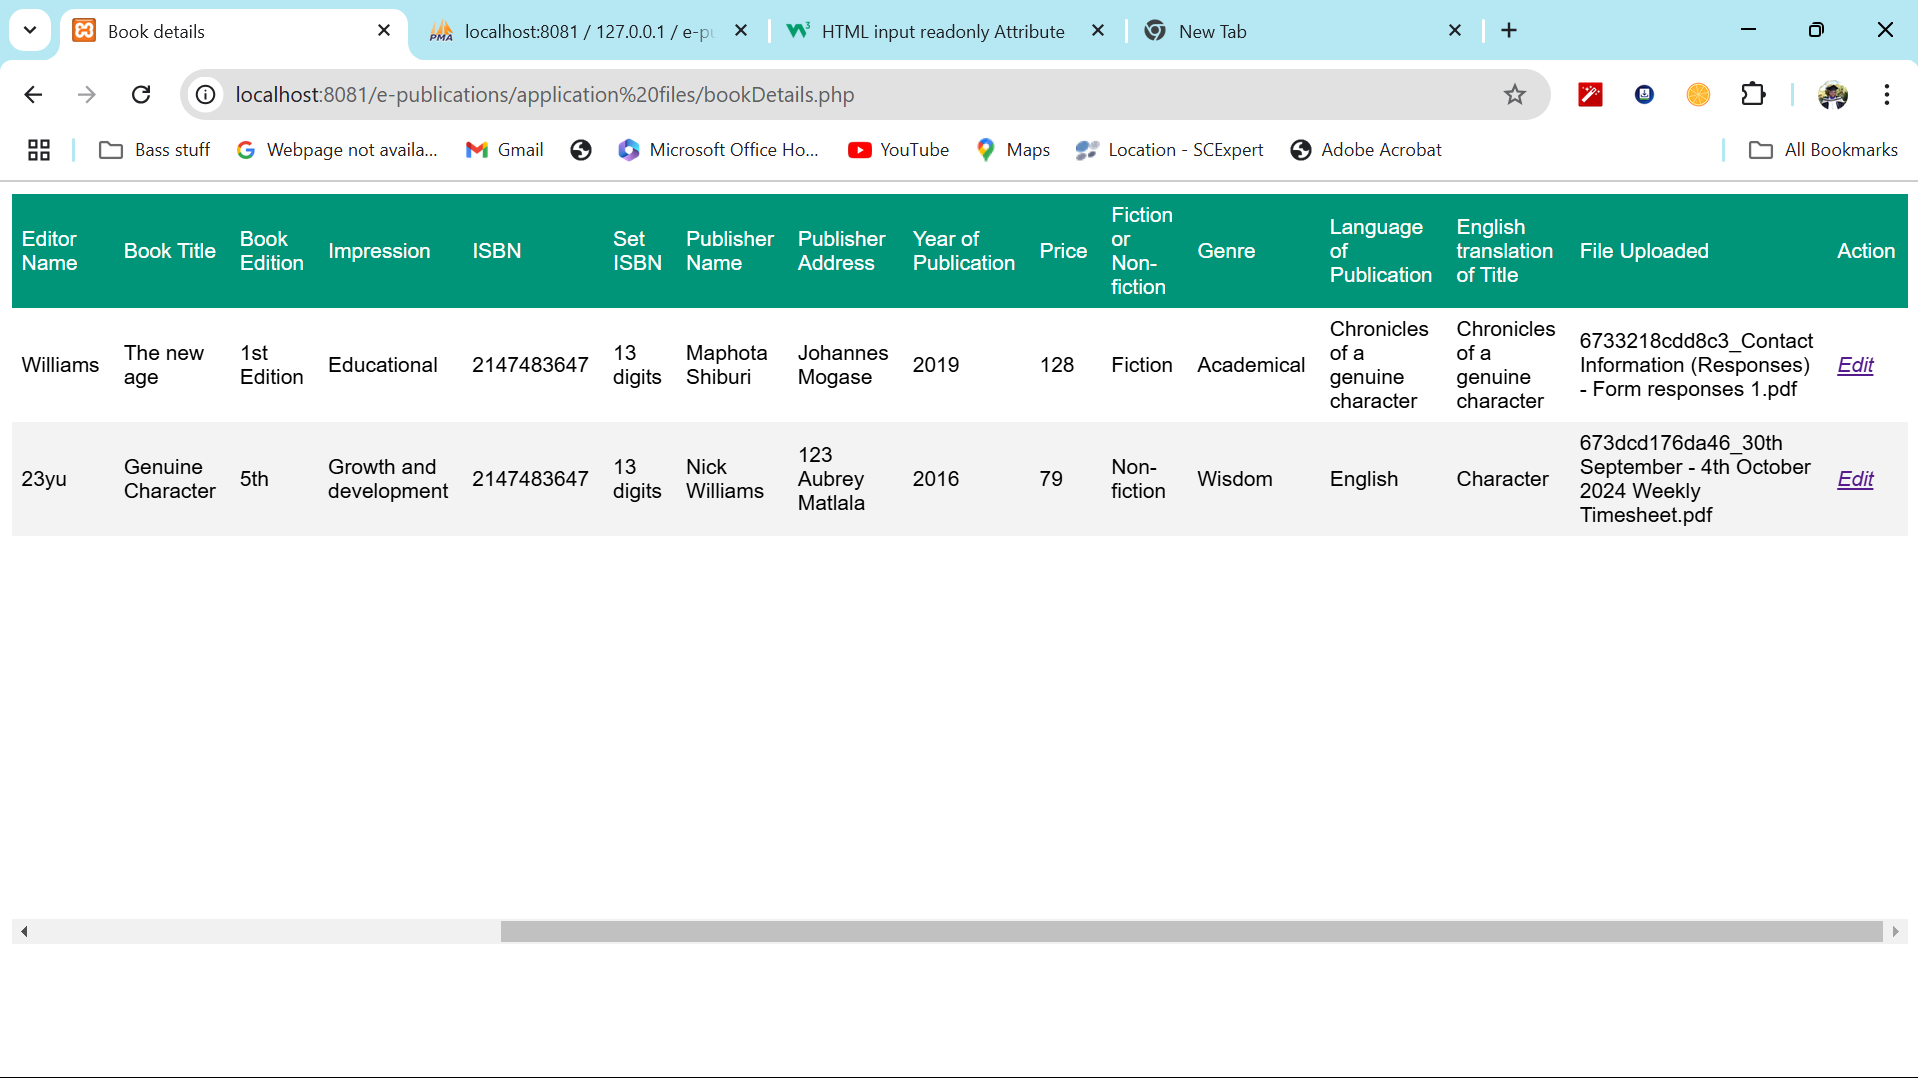 Book details
localhost:8081 / 127.0.0.1 / e-pu
HTML input readonly Attribute
New Tab
localhost:8081/e-publications/application%20files/bookDetails.php
Bass stuff
Webpage not availa...
Gmail
Microsoft Office Ho...
YouTube
Maps
Location - SCExpert
Adobe Acrobat
All Bookmarks
Editor
Name
Book Title
Book
Edition
Impression
ISBN
Set
ISBN
Publisher
Name
Publisher
Address
Year of
Publication
Price
Fiction
or
Non-
fiction
Genre
Language
of
Publication
English
translation
of Title
File Uploaded
Action
Williams
The new
age
1st
Edition
Educational
2147483647
13
digits
Maphota
Shiburi
Johannes
Mogase
2019
128
Fiction
Academical
Chronicles
of a
genuine
character
Chronicles
of a
genuine
character
6733218cdd8c3_Contact
Information (Responses)
- Form responses 1.pdf
Edit
23yu
Genuine
Character
5th
Growth and
development
2147483647
13
digits
Nick
Williams
123
Aubrey
Matlala
2016
79
Non-
fiction
Wisdom
English
Character
673dcd176da46_30th
September - 4th October
2024 Weekly
Timesheet.pdf
Edit